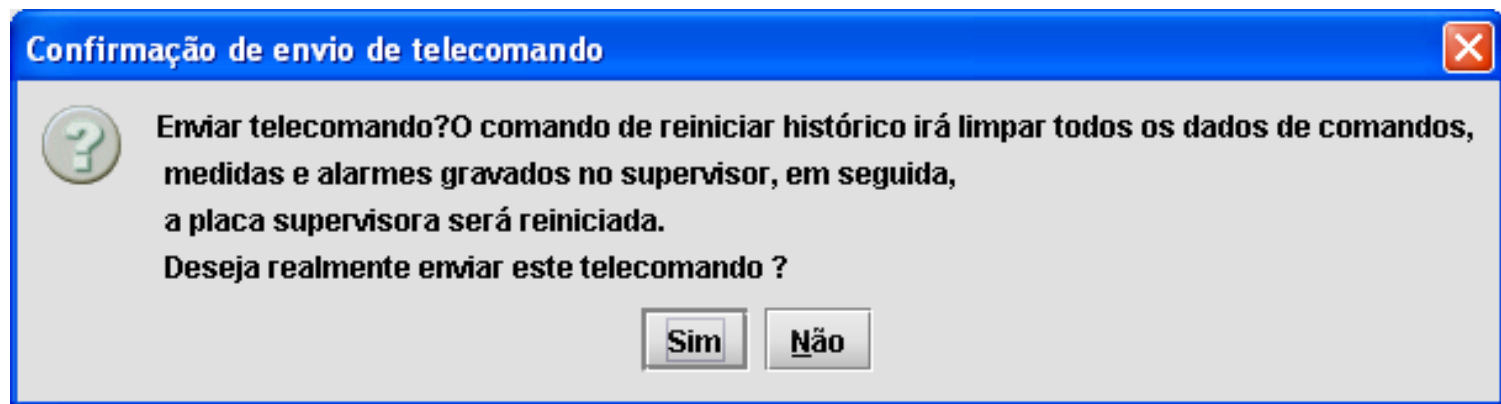 Confirmação de envio de telecomando
Enviar telecomando?O comando de reiniciar histórico irá limpar todos os dados de comandos,
medidas e alarmes gravados no supervisor, em seguida,
a placa supervisora será reiniciada.
Deseja realmente enviar este telecomando ?
Sim Não